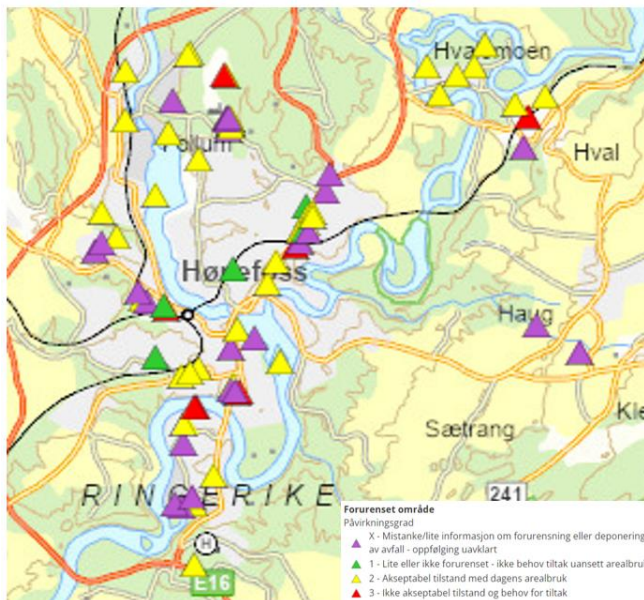 Hvalsmoen
Follum
Hval
Hønefoss
Haug
Kle
Sætrang
RINGERIKE
241
H
E16
Forurenset område
Påvirkningsgrad
X - Mistanke/lite informasjon om forurensning eller deponering
av avfall - oppfølging uavklart
1 - Lite eller ikke forurenset - ikke behov tiltak uansett arealbruk
2 - Akseptabel tilstand med dagens arealbruk
3 - Ikke akseptabel tilstand og behov for tiltak